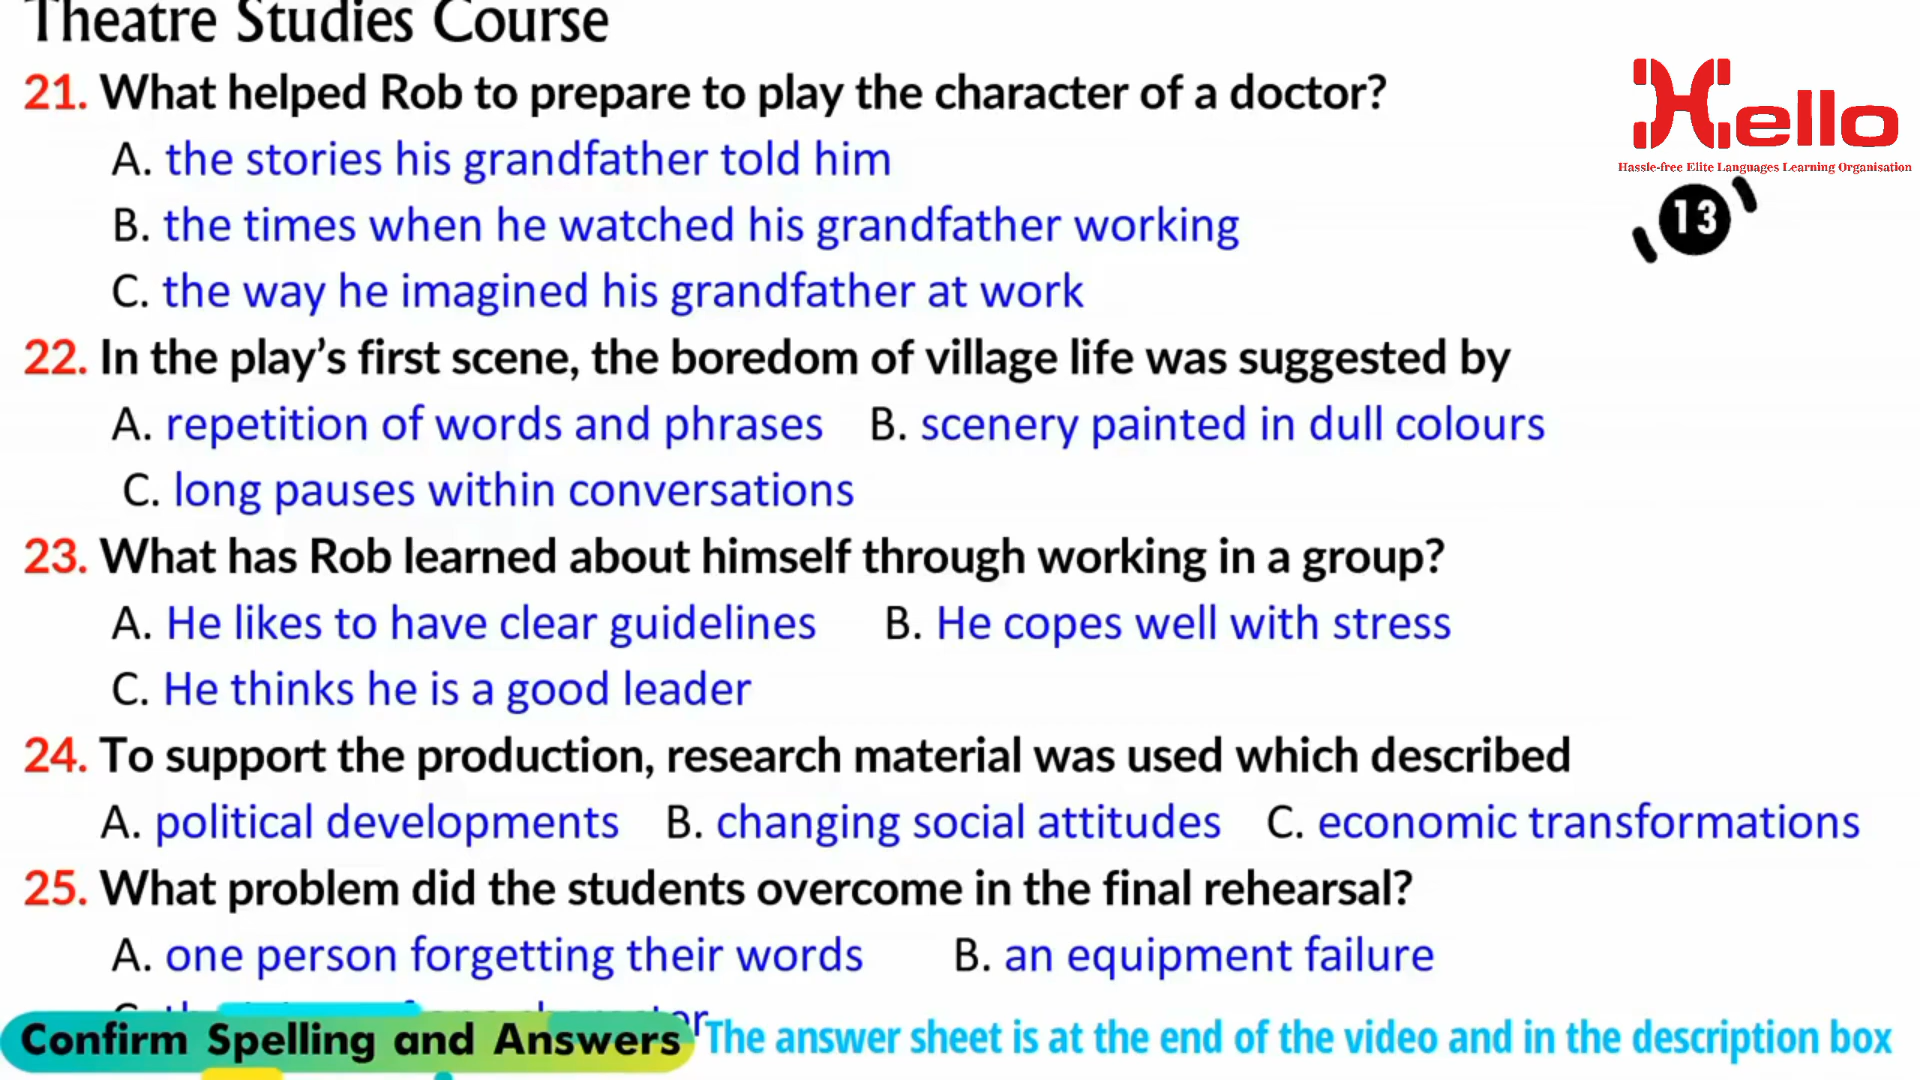 Theatre Studies Course
21. What helped Rob to prepare to play the character of a doctor?
A. the stories his grandfather told him
B. the times when he watched his grandfather working
C. the way he imagined his grandfather at work
22. In the play's first scene, the boredom of village life was suggested by
A. repetition of words and phrases B. scenery painted in dull colours
C. long pauses within conversations
23. What has Rob learned about himself through working in a group?
A. He likes to have clear guidelines B. He copes well with stress
C. He thinks he is a good leader
24. To support the production, research material was used which described
A. political developments B. changing social attitudes C. economic transformations
25. What problem did the students overcome in the final rehearsal?
A. one person forgetting their words B. an equipment failure
Confirm Spelling and Answers
The answer sheet is at the end of the video and in the description box
Hello
Hassle-free Elite Languages Learning Organisation
13